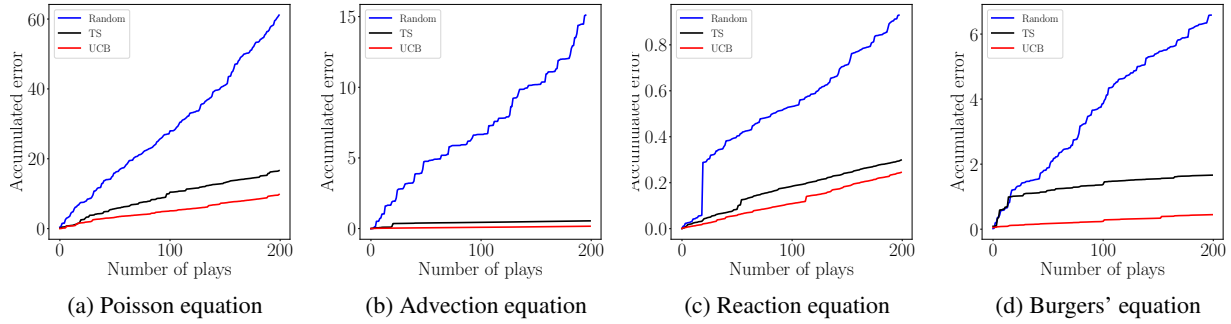 Accumulated error
60
40
20
0
Random
TS
UCB
0
100
200
Number of plays
(a) Poisson equation
Accumulated error
15
10
5
0
Random
TS
UCB
0
100
200
Number of plays
(b) Advection equation
Accumulated error
0.8
0.6
0.4
0.2
0.0
Random
TS
UCB
0
100
200
Number of plays
(c) Reaction equation
Accumulated error
6
4
2
0
Random
TS
UCB
0
100
200
Number of plays
(d) Burgers’ equation